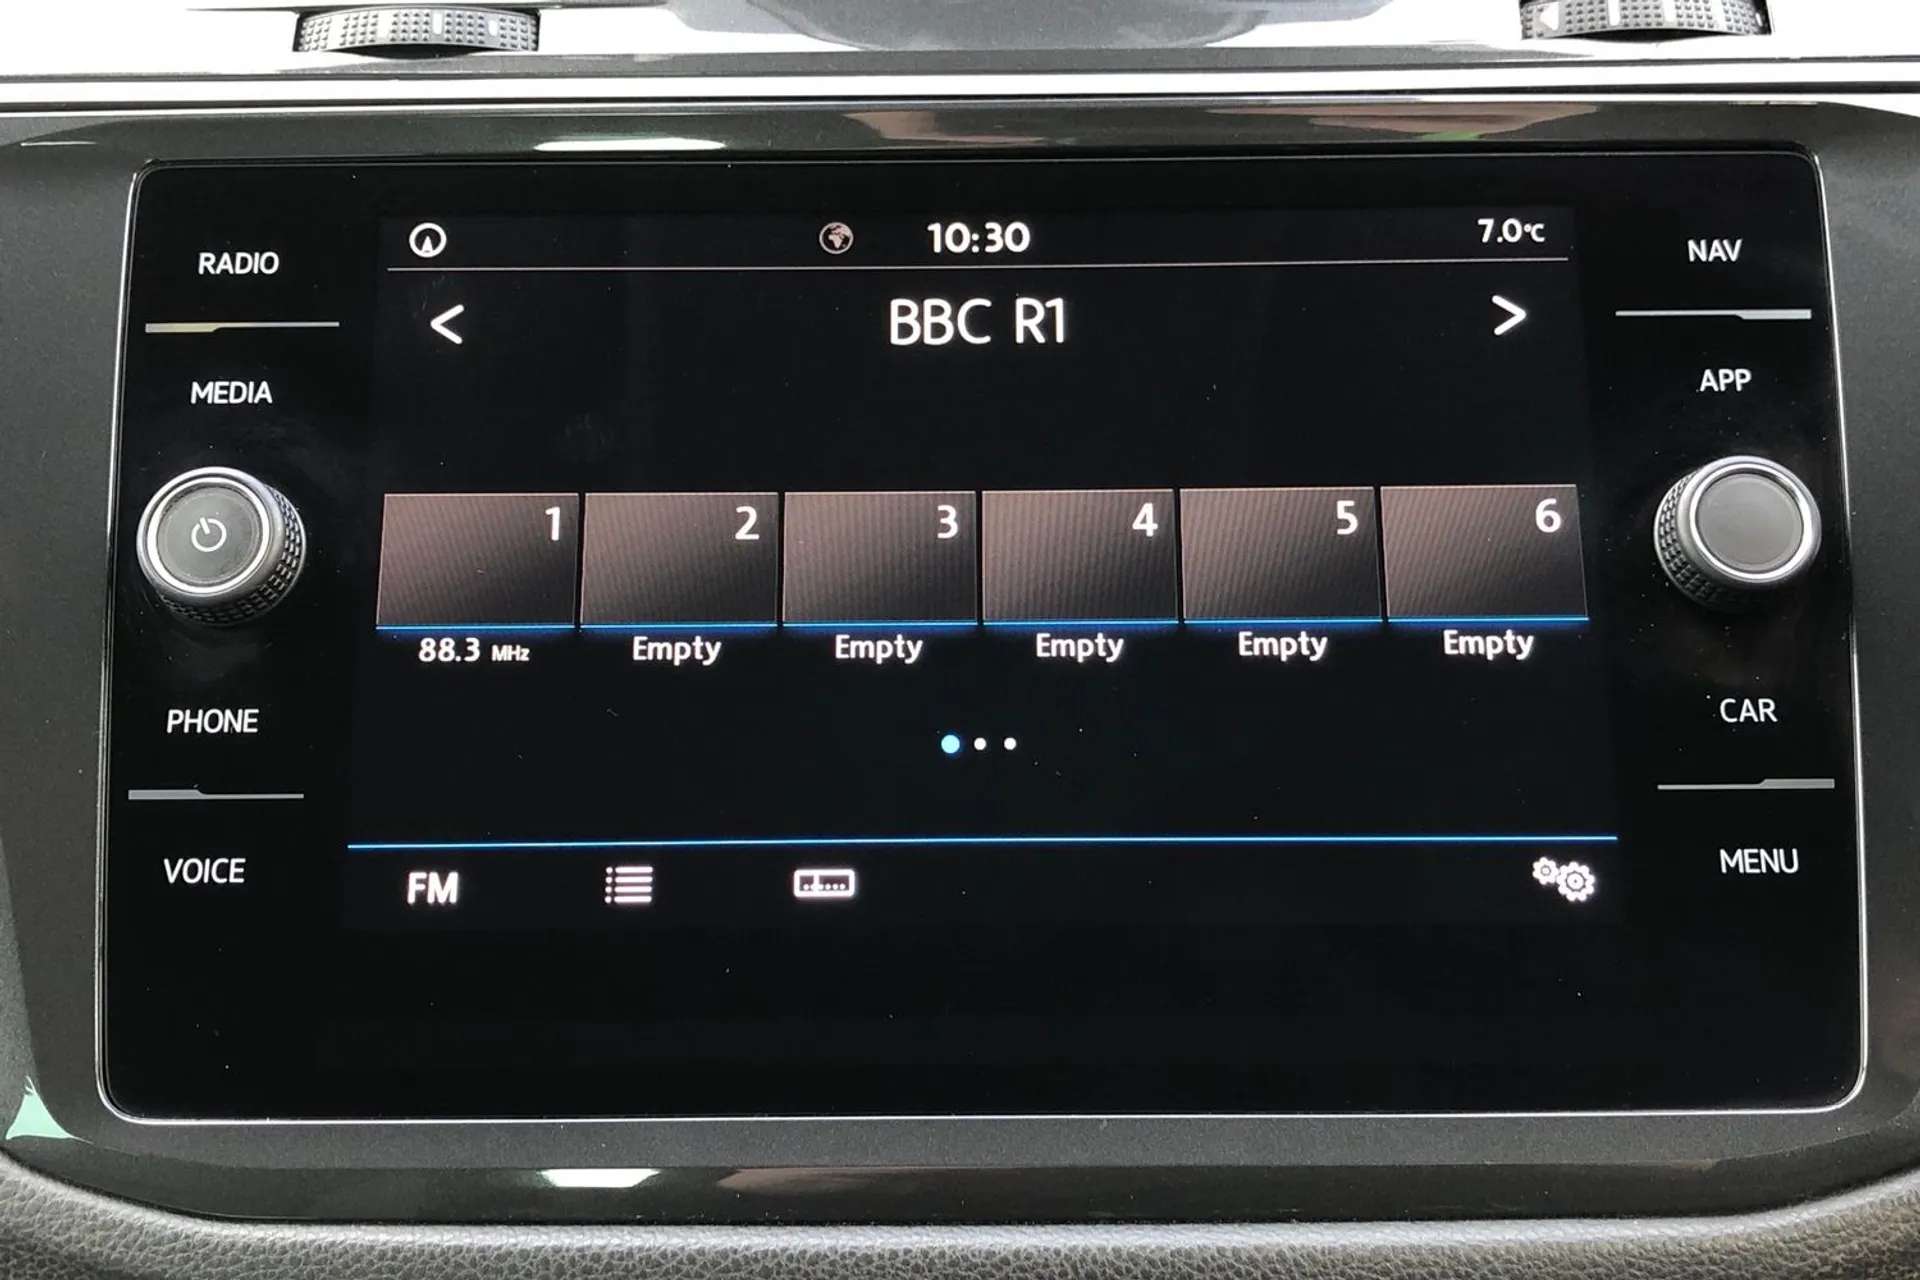 RADIO
MEDIA
PHONE
VOICE
10:30
7.0°C
< BBC R1 >
1 2 3 4 5 6
88.3 MHz Empty Empty Empty Empty Empty
FM
NAV
APP
CAR
MENU